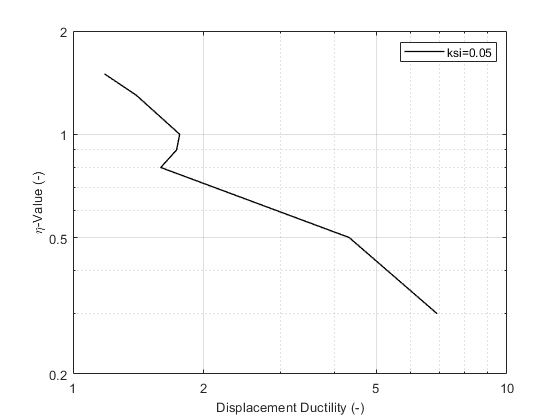 2
ksi=0.05
1
0.5
0.2
η-Value (-)
1
2
5
10
Displacement Ductility (-)